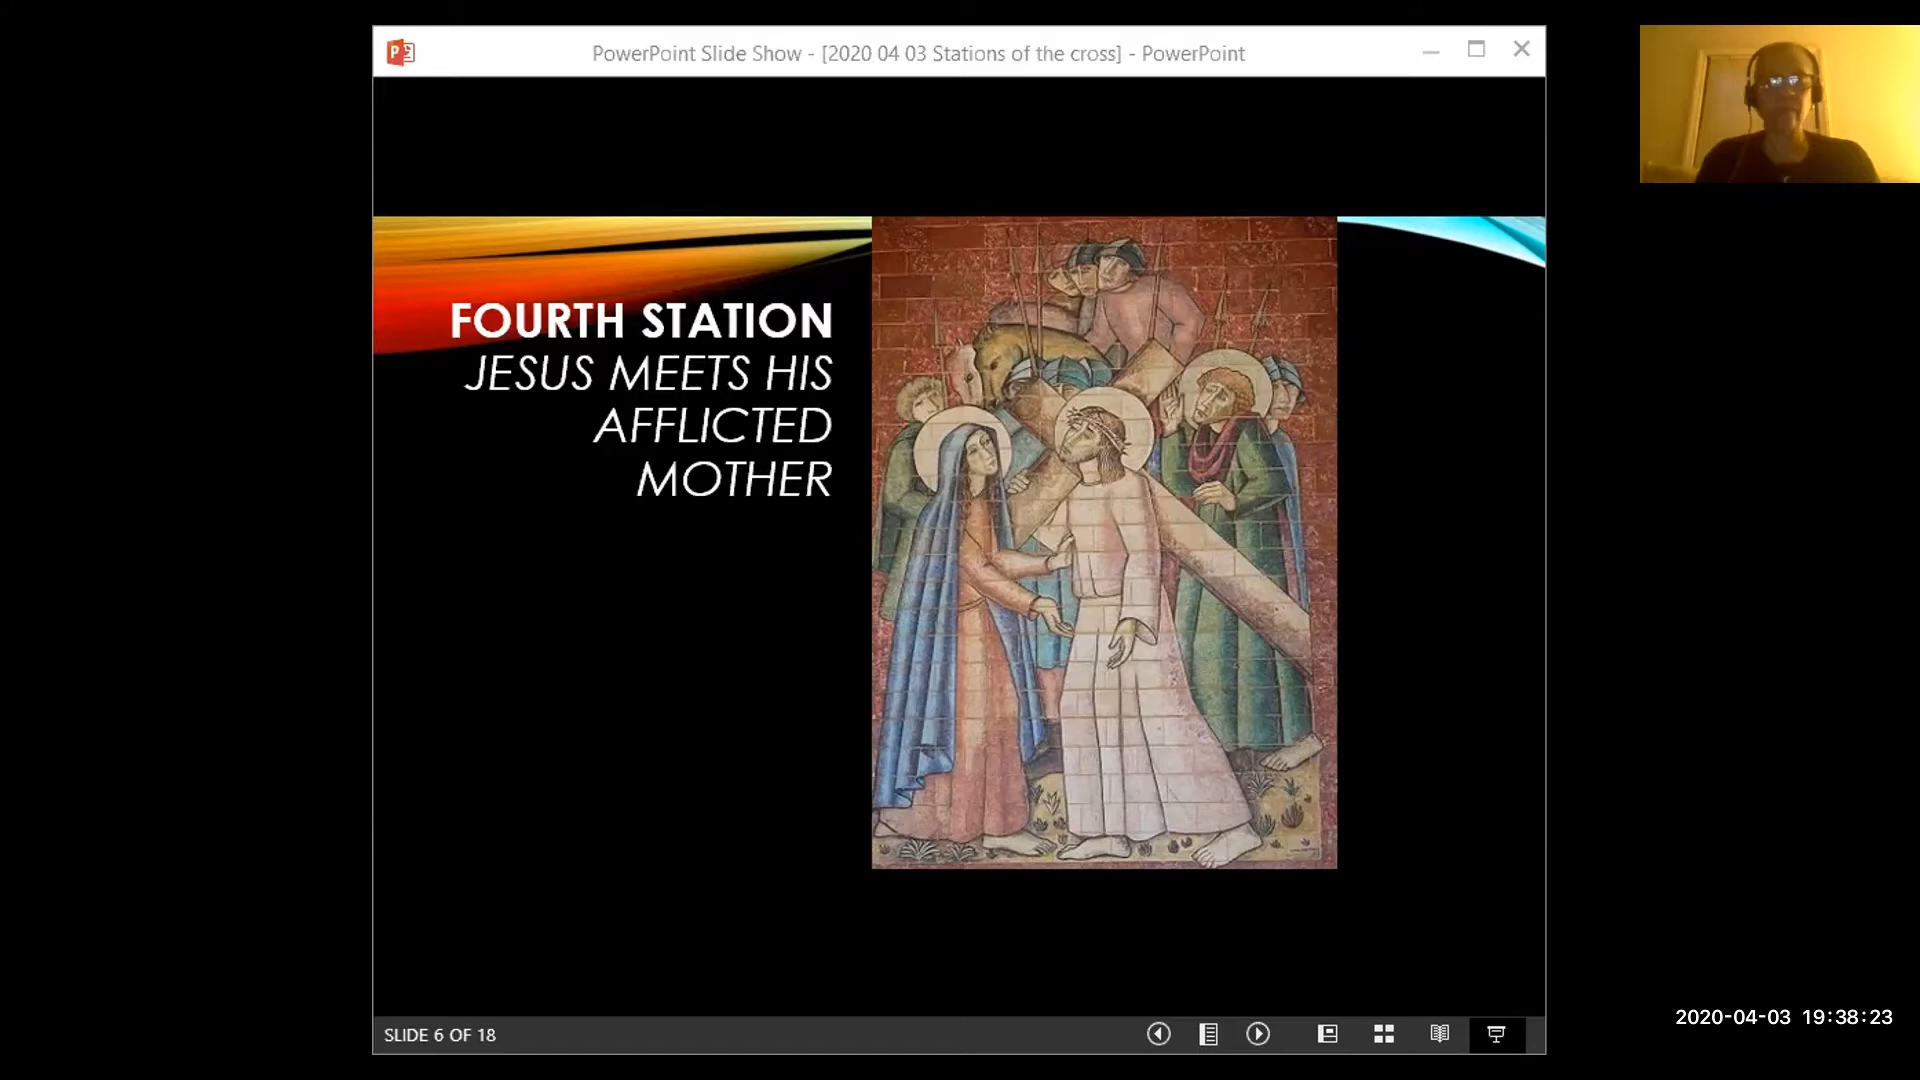 PowerPoint Slide Show - [2020 04 03 Stations of the cross] - PowerPoint
FOURTH STATION
JESUS MEETS HIS
AFFLICTED
MOTHER
SLIDE 6 OF 18
2020-04-03 19:38:23